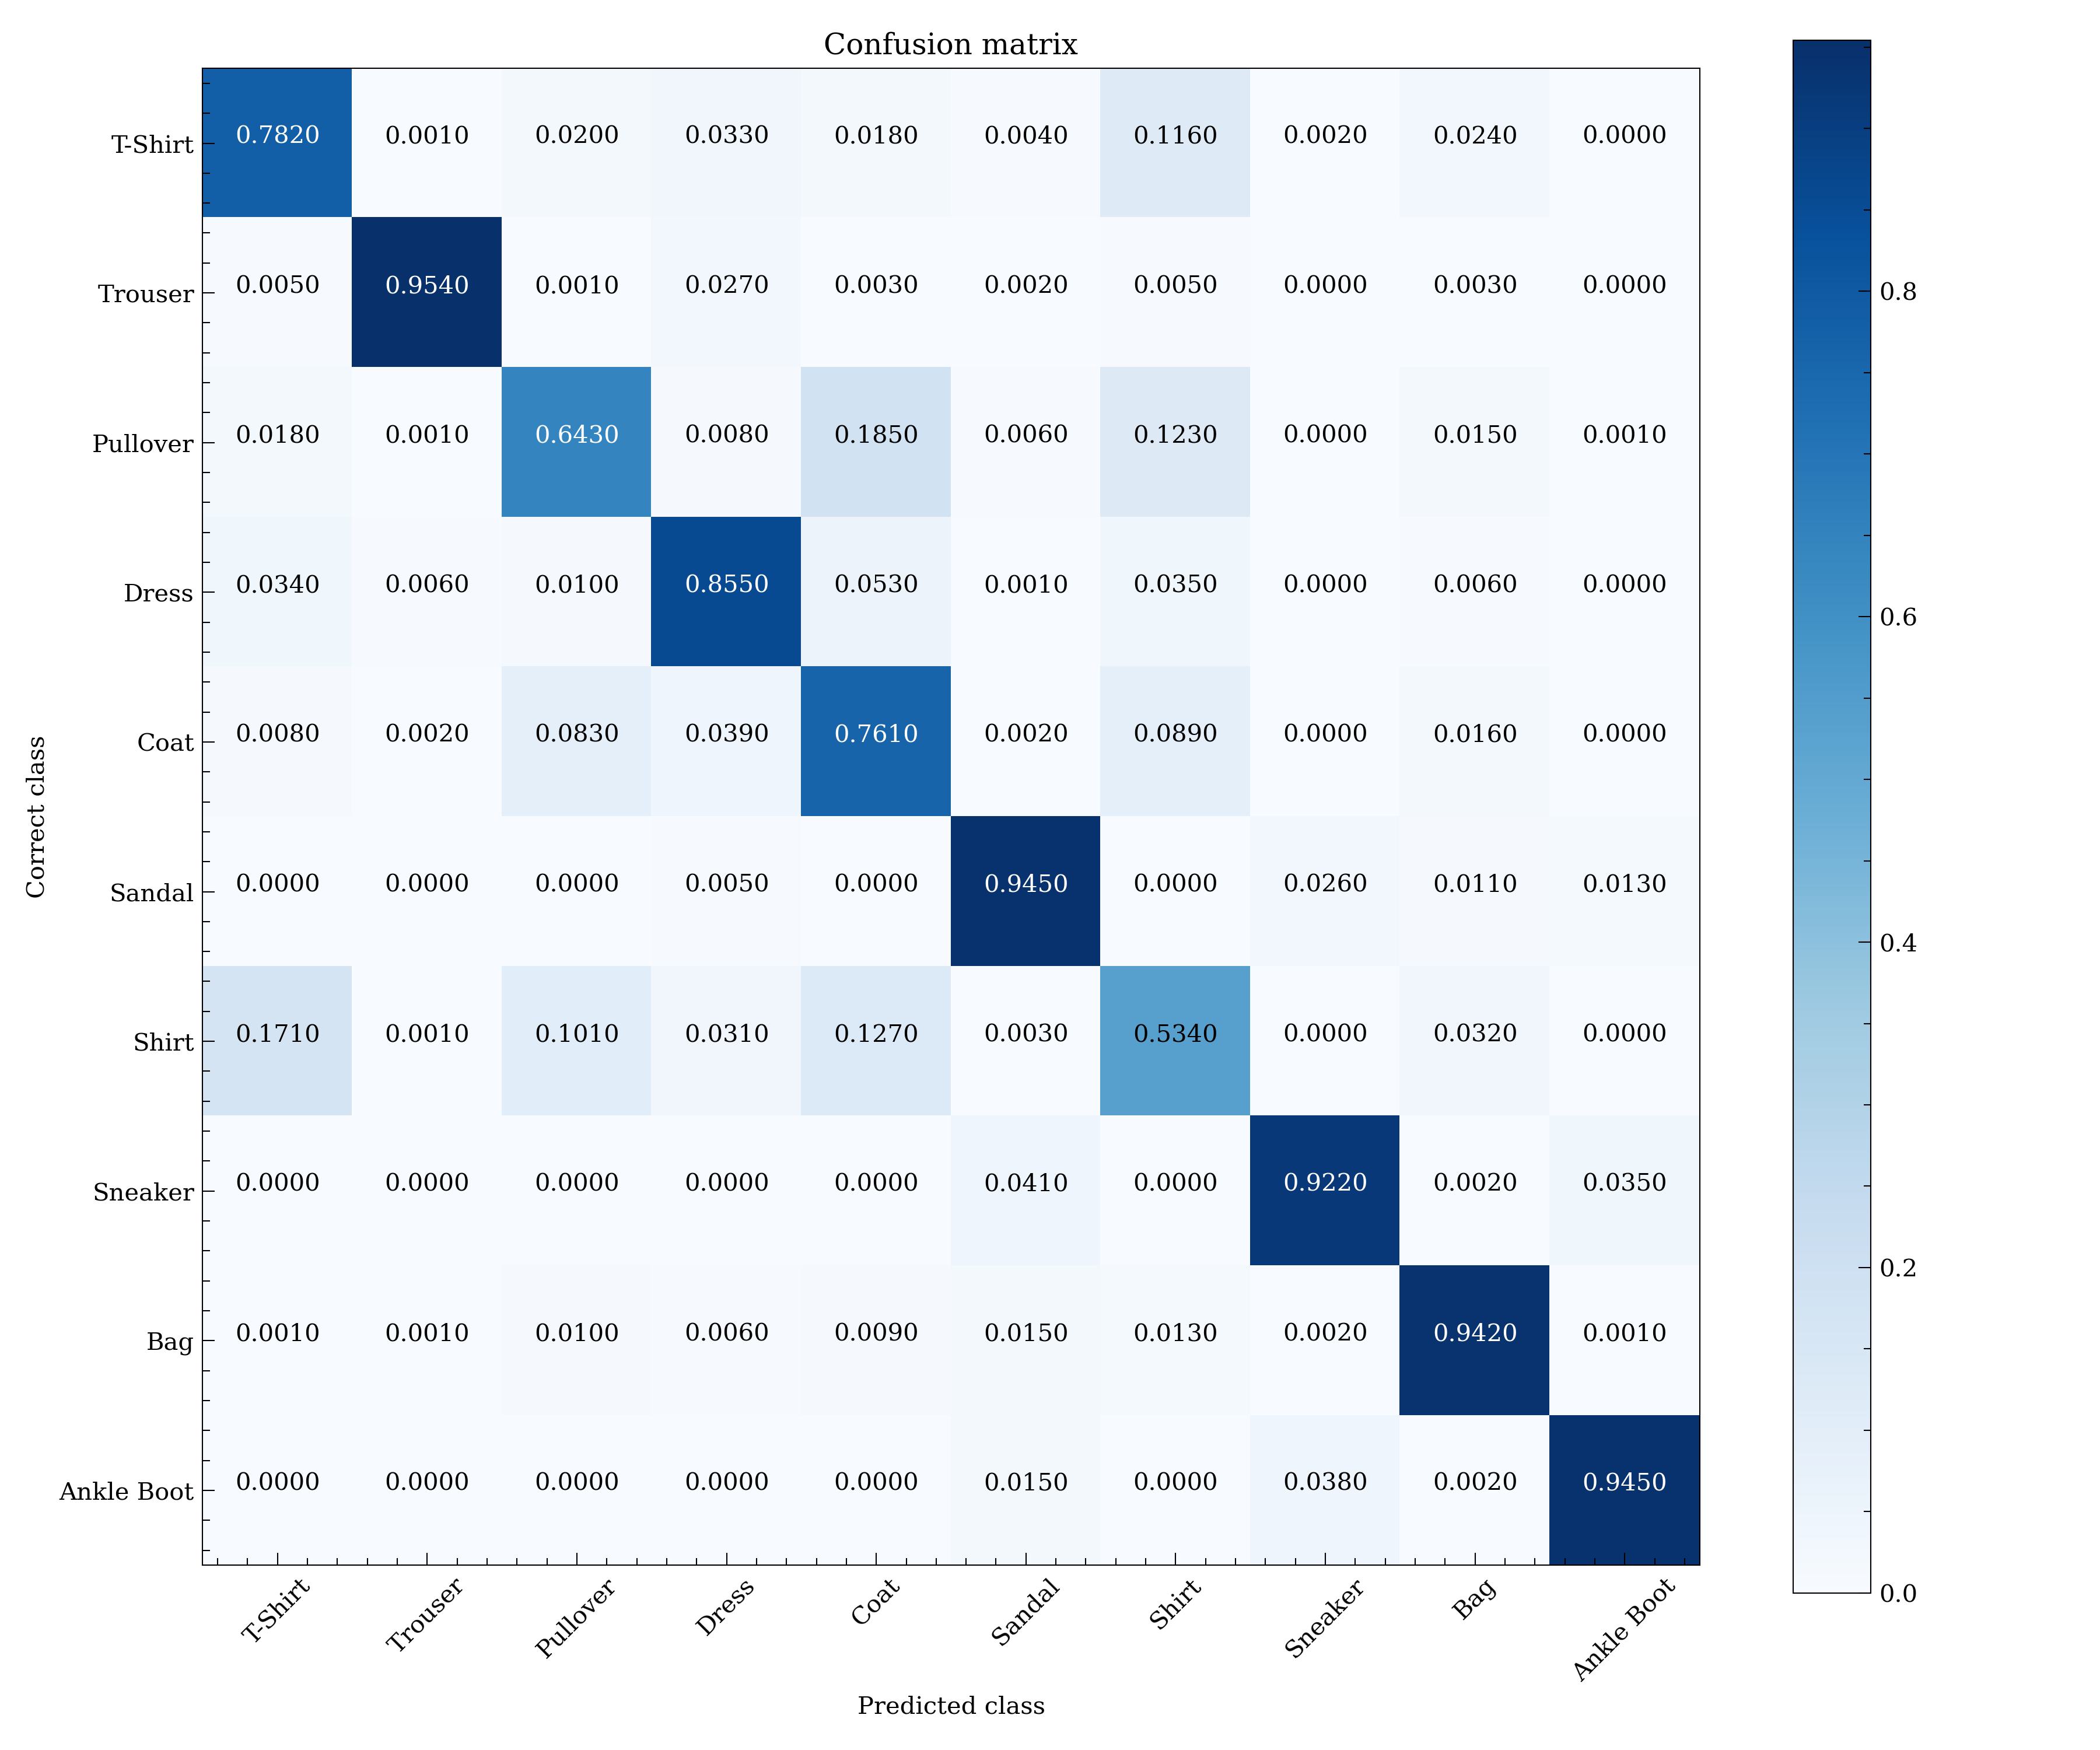 Confusion matrix
T-Shirt 0.7820 0.0010 0.0200 0.0330 0.0180 0.0040 0.1160 0.0020 0.0240 0.0000
Trouser 0.0050 0.9540 0.0010 0.0270 0.0030 0.0020 0.0050 0.0000 0.0030 0.0000
Pullover 0.0180 0.0010 0.6430 0.0080 0.1850 0.0060 0.1230 0.0000 0.0150 0.0010
Dress 0.0340 0.0060 0.0100 0.8550 0.0530 0.0010 0.0350 0.0000 0.0060 0.0000
Coat 0.0080 0.0020 0.0830 0.0390 0.7610 0.0020 0.0890 0.0000 0.0160 0.0000
Sandal 0.0000 0.0000 0.0000 0.0050 0.0000 0.9450 0.0000 0.0260 0.0110 0.0130
Shirt 0.1710 0.0010 0.1010 0.0310 0.1270 0.0030 0.5340 0.0000 0.0320 0.0000
Sneaker 0.0000 0.0000 0.0000 0.0000 0.0000 0.0410 0.0000 0.9220 0.0020 0.0350
Bag 0.0010 0.0010 0.0100 0.0060 0.0090 0.0150 0.0130 0.0020 0.9420 0.0010
Ankle Boot 0.0000 0.0000 0.0000 0.0000 0.0000 0.0150 0.0000 0.0380 0.0020 0.9450
T-Shirt Trouser Pullover Dress Coat Sandal Shirt Sneaker Bag Ankle Boot
Predicted class
Correct class
0.8
0.6
0.4
0.2
0.0